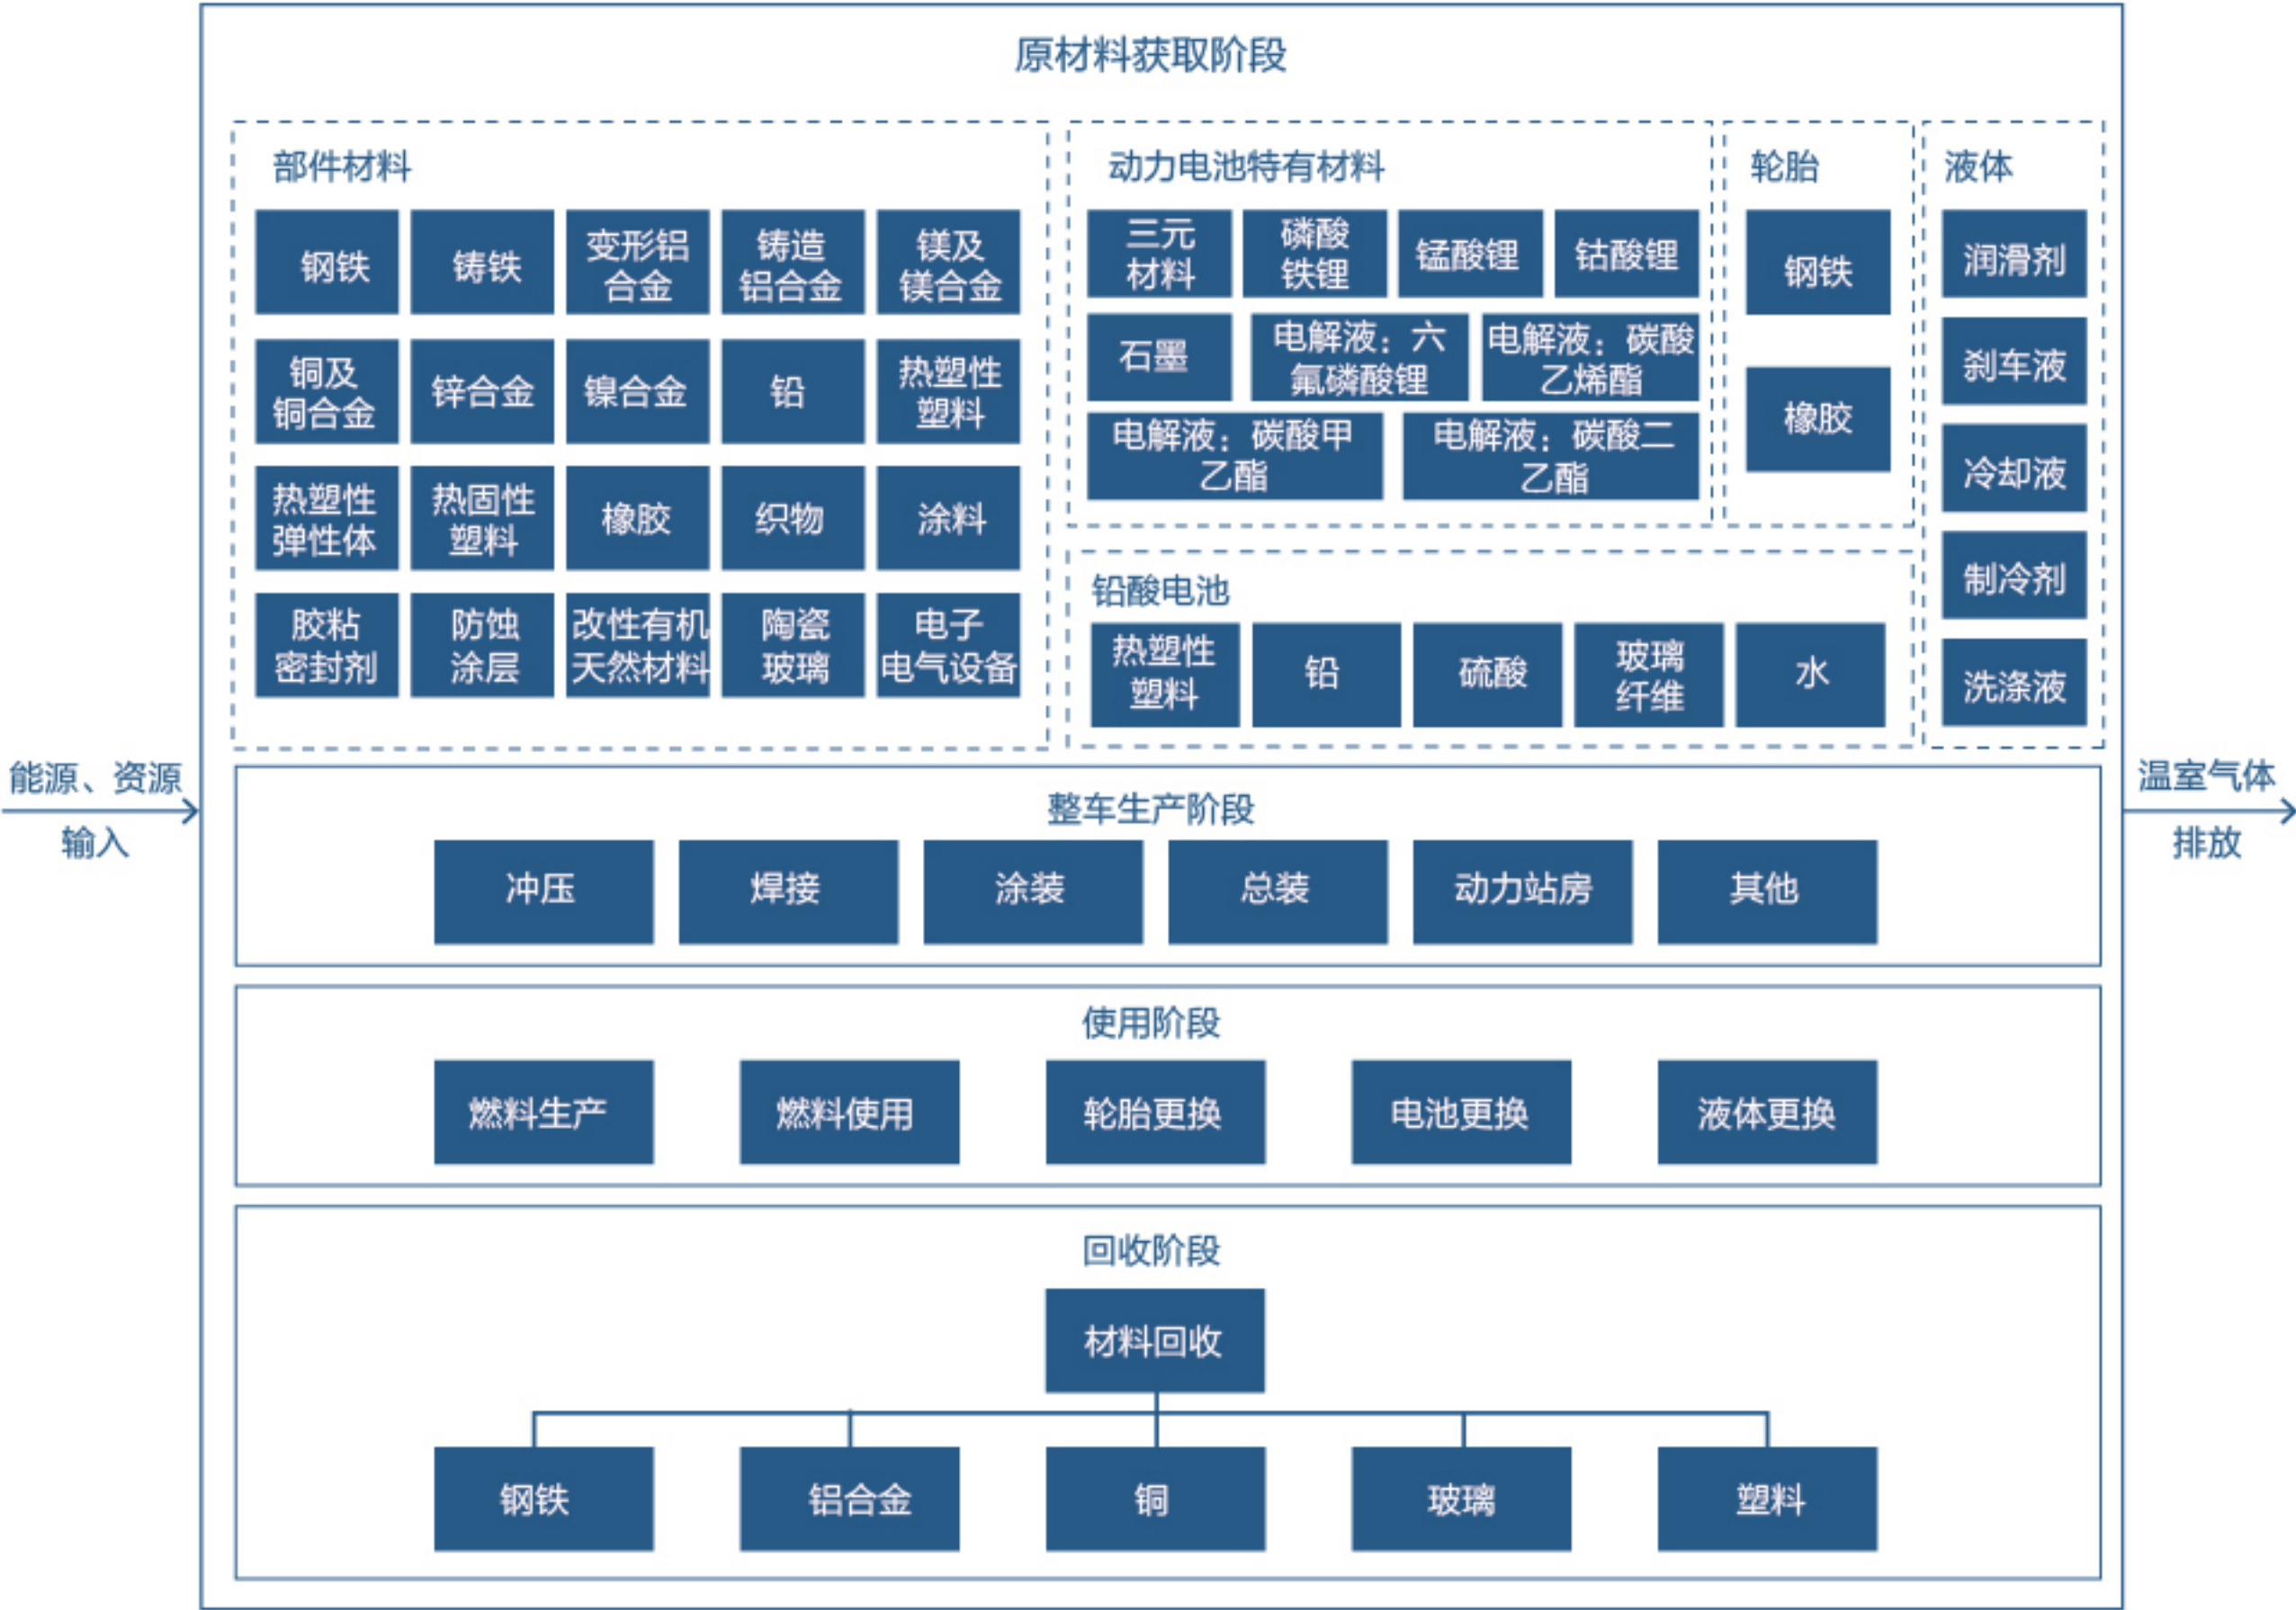 原材料获取阶段
部件材料
钢铁
铸铁
变形铝
合金
铸造
铝合金
镁及
镁合金
铜及
铜合金
锌合金
镍合金
铅
热塑性
塑料
热塑性
弹性体
热固性
塑料
橡胶
织物
涂料
胶粘
密封剂
防蚀
涂层
改性有机
天然材料
陶瓷
玻璃
电子
电气设备
动力电池特有材料
三元
材料
磷酸
铁锂
锰酸锂
钴酸锂
石墨
电解液：六
氟磷酸锂
电解液：碳酸
乙烯酯
电解液：碳酸甲
乙酯
电解液：碳酸二
乙酯
轮胎
钢铁
橡胶
液体
润滑剂
刹车液
冷却液
制冷剂
洗涤液
铅酸电池
热塑性
塑料
铅
硫酸
玻璃
纤维
水
能源、资源
输入
温室气体
排放
整车生产阶段
冲压
焊接
涂装
总装
动力站房
其他
使用阶段
燃料生产
燃料使用
轮胎更换
电池更换
液体更换
回收阶段
材料回收
钢铁
铝合金
铜
玻璃
塑料